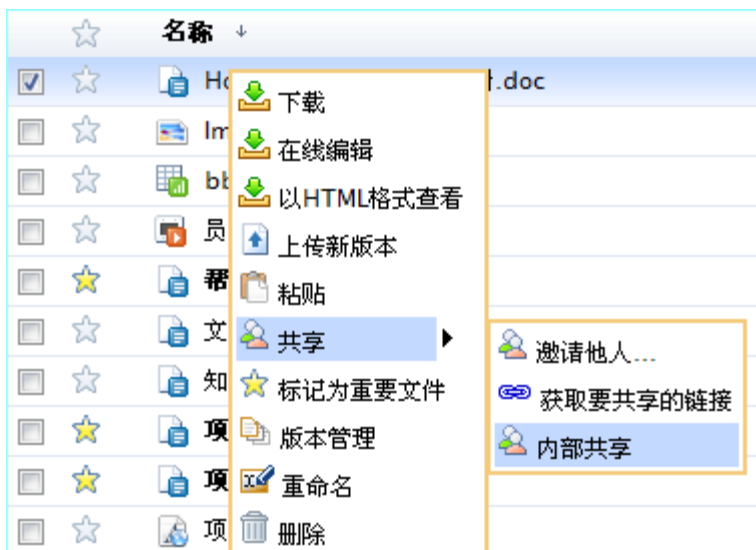 名称 ↓
.doc
下载
在线编辑
以HTML格式查看
上传新版本
粘贴
共享
标记为重要文件
版本管理
重命名
删除
邀请他人...
获取要共享的链接
内部共享
员
帮
文
知
项
项
项